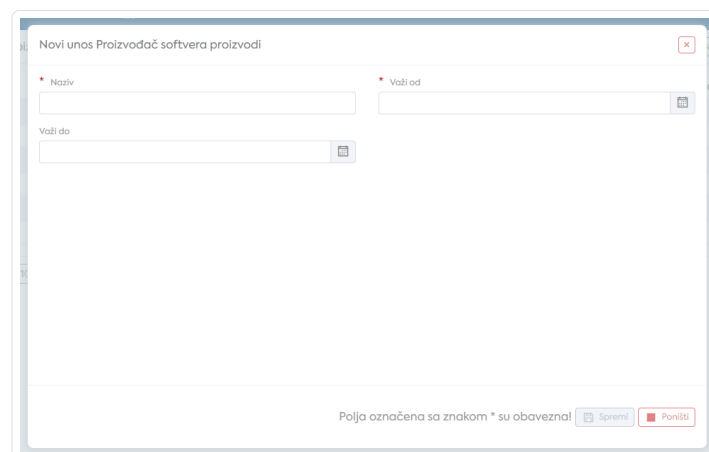 Novi unos Proizvođač softvera proizvodi
* Naziv
* Važi od
Važi do
Polja označena sa znakom * su obavezna!
Spremi
Poništi